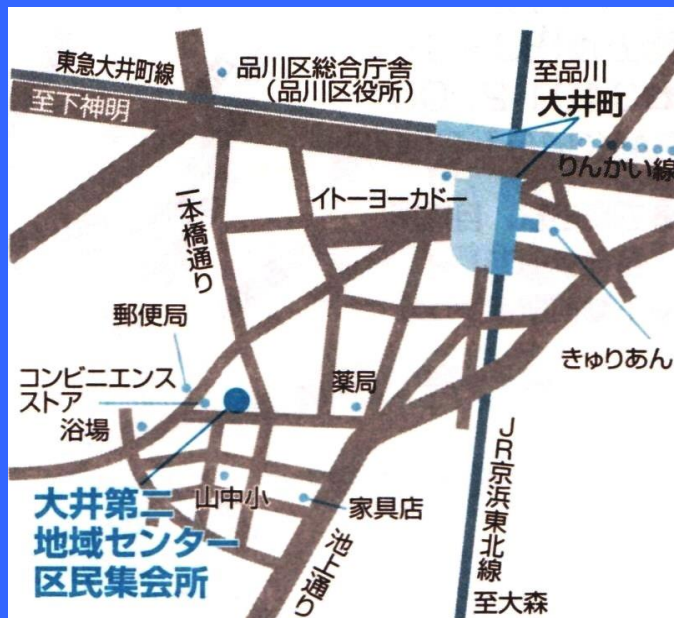 東急大井町線
品川区総合庁舎
(品川区役所)
至品川
大井町
至下神明
りんかい線
イトーヨーカドー
一本橋通り
郵便局
きゅりあん
コンビニエンス
ストア
薬局
浴場
JR京浜東北線
大井第二
地域センター
区民集会所
山中小
家具店
池上通り
至大森